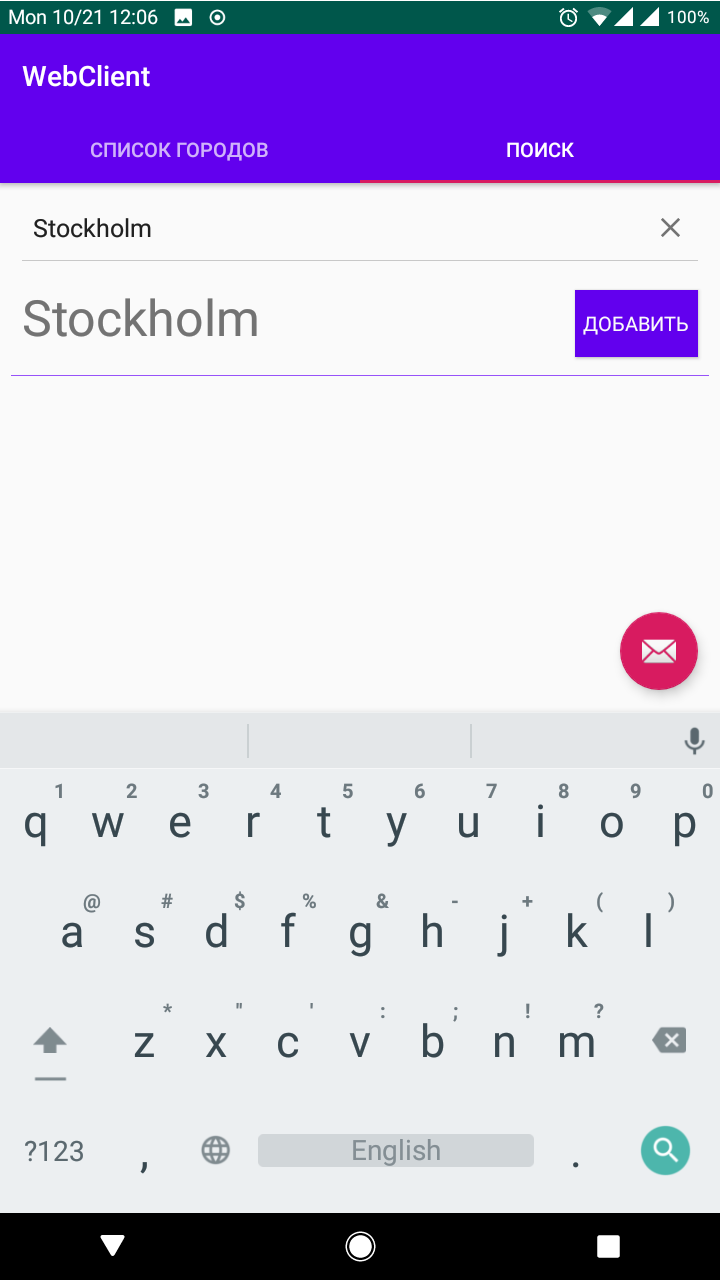 Mon 10/21 12:06 100%
WebClient
СПИСОК ГОРОДОВ ПОИСК
Stockholm
Stockholm ДОБАВИТЬ
1 2 3 4 5 6 7 8 9 0
q w e r t y u i o p
@ # $ % & - + ( )
a s d f g h j k l
* " ' : ; ! ?
z x c v b n m
?123 , English .